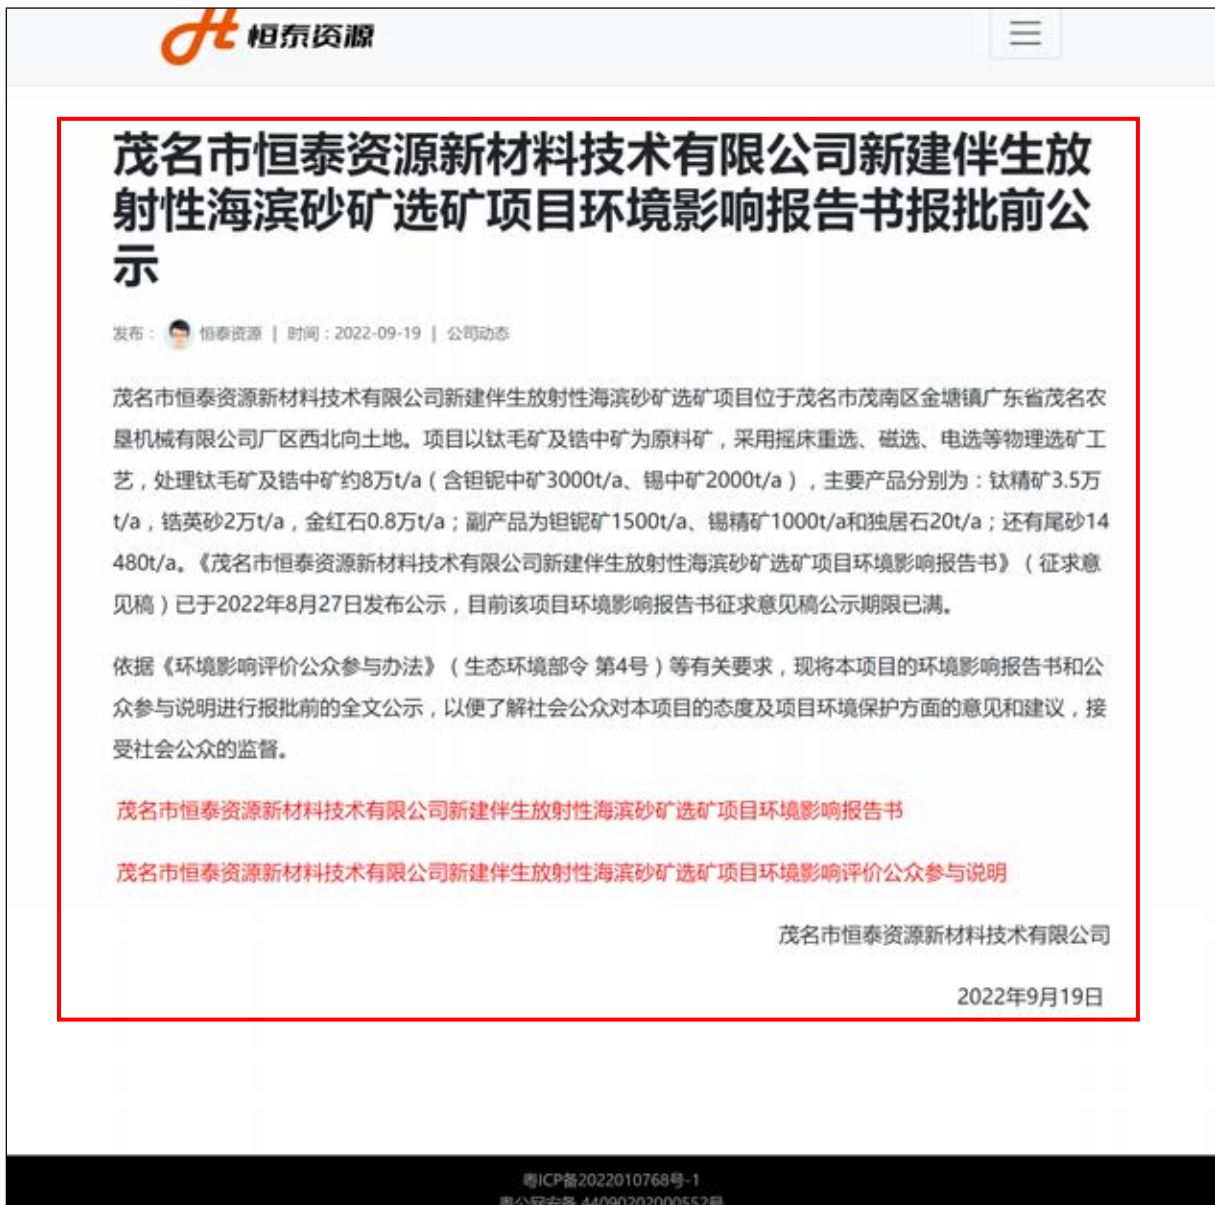 恒泰资源
茂名市恒泰资源新材料技术有限公司新建伴生放
射性海滨砂矿选矿项目环境影响报告书报批前公
示
发布： 恒泰资源 | 时间：2022-09-19 | 公司动态
茂名市恒泰资源新材料技术有限公司新建伴生放射性海滨砂矿选矿项目位于茂名市茂南区金塘镇广东省茂名农
垦机械有限公司厂区西北向土地。项目以钛毛矿及锆中矿为原料矿，采用摇床重选、磁选、电选等物理选矿工
艺，处理钛毛矿及锆中矿约8万t/a（含钽铌中矿3000t/a、锡中矿2000t/a），主要产品分别为：钛精矿3.5万
t/a，锆英砂2万t/a，金红石0.8万t/a；副产品为钽铌矿1500t/a、锡精矿1000t/a和独居石20t/a；还有尾砂14
480t/a。《茂名市恒泰资源新材料技术有限公司新建伴生放射性海滨砂矿选矿项目环境影响报告书》（征求意
见稿）已于2022年8月27日发布公示，目前该项目环境影响报告书征求意见稿公示期限已满。
依据《环境影响评价公众参与办法》（生态环境部令 第4号）等有关要求，现将本项目的环境影响报告书和公
众参与说明进行报批前的全文公示，以便了解社会公众对本项目的态度及项目环境保护方面的意见和建议，接
受社会公众的监督。
茂名市恒泰资源新材料技术有限公司新建伴生放射性海滨砂矿选矿项目环境影响报告书
茂名市恒泰资源新材料技术有限公司新建伴生放射性海滨砂矿选矿项目环境影响评价公众参与说明
茂名市恒泰资源新材料技术有限公司
2022年9月19日
粤ICP备2022010768号-1
粤公网安备 44090202000552号